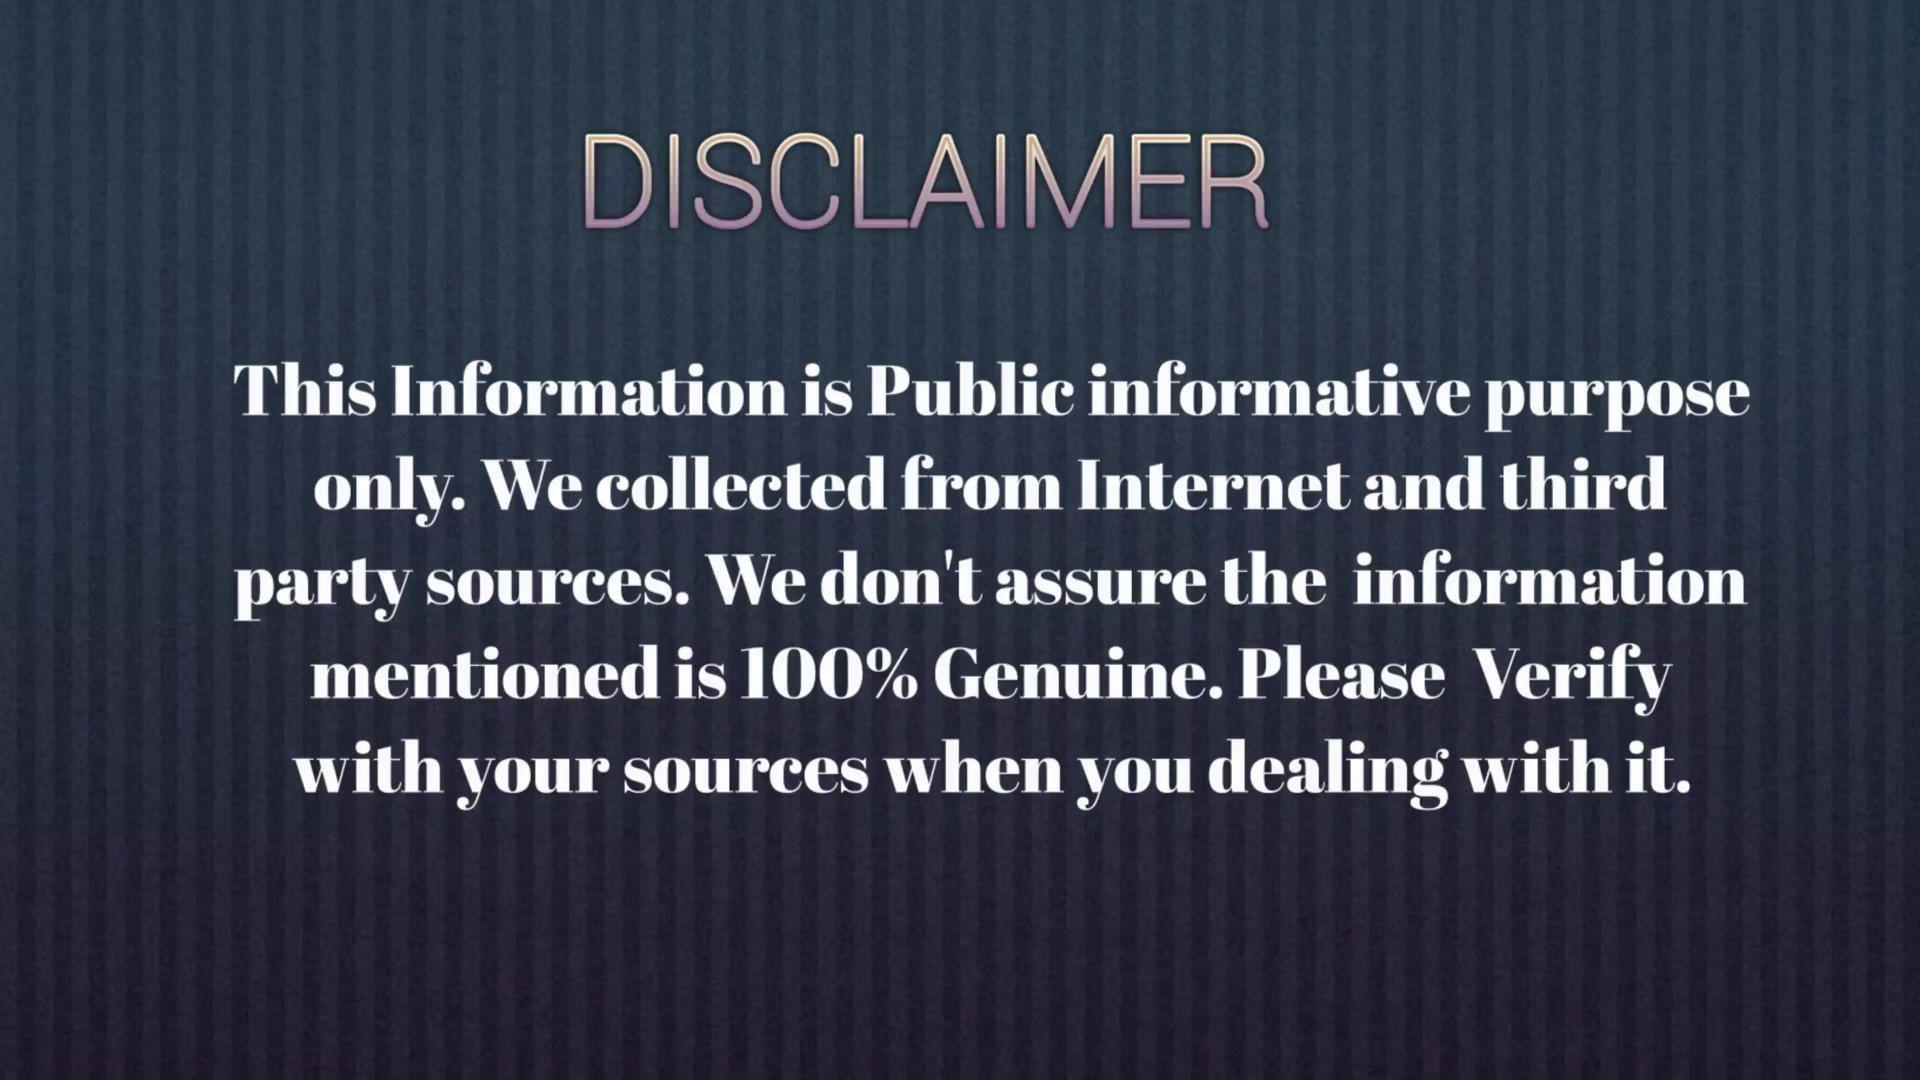 DISCLAIMER
This Information is Public informative purpose
only. We collected from Internet and third
party sources. We don't assure the  information
mentioned is 100% Genuine. Please  Verify
with your sources when you dealing with it.